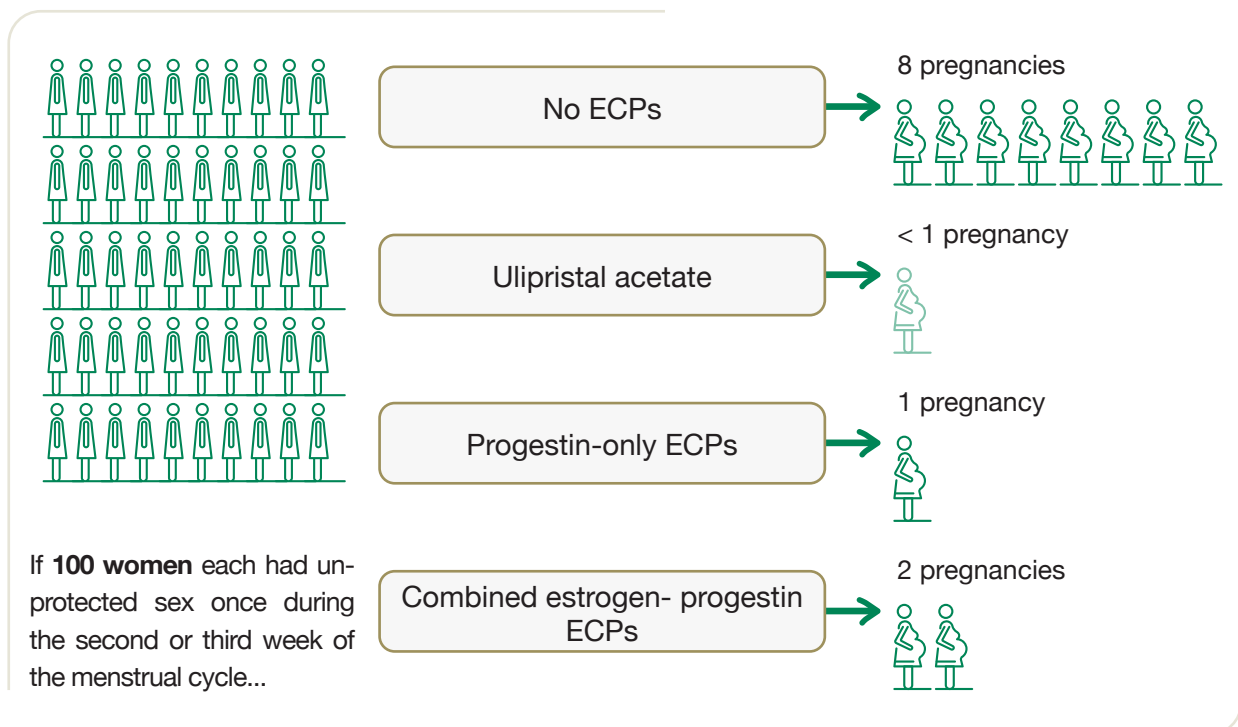 No ECPs
8 pregnancies
Ulipristal acetate
< 1 pregnancy
Progestin-only ECPs
1 pregnancy
Combined estrogen- progestin
ECPs
2 pregnancies
If 100 women each had un-
protected sex once during
the second or third week of
the menstrual cycle...